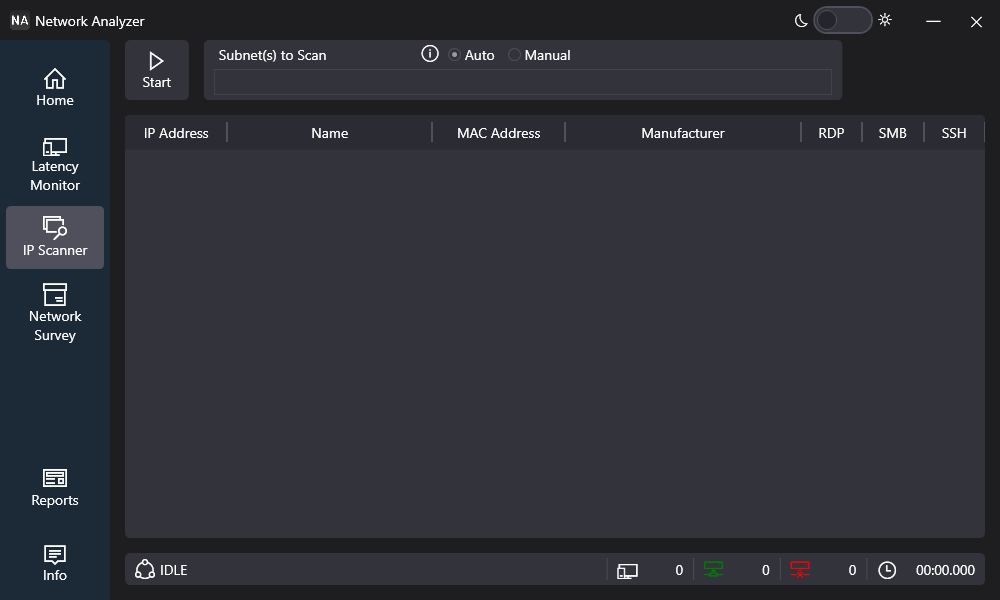 NA Network Analyzer
Home
Latency
Monitor
IP Scanner
Network
Survey
Reports
Info
Start
Subnet(s) to Scan
Auto
Manual
IP Address Name MAC Address Manufacturer RDP SMB SSH
IDLE 0 0 0 00:00.000